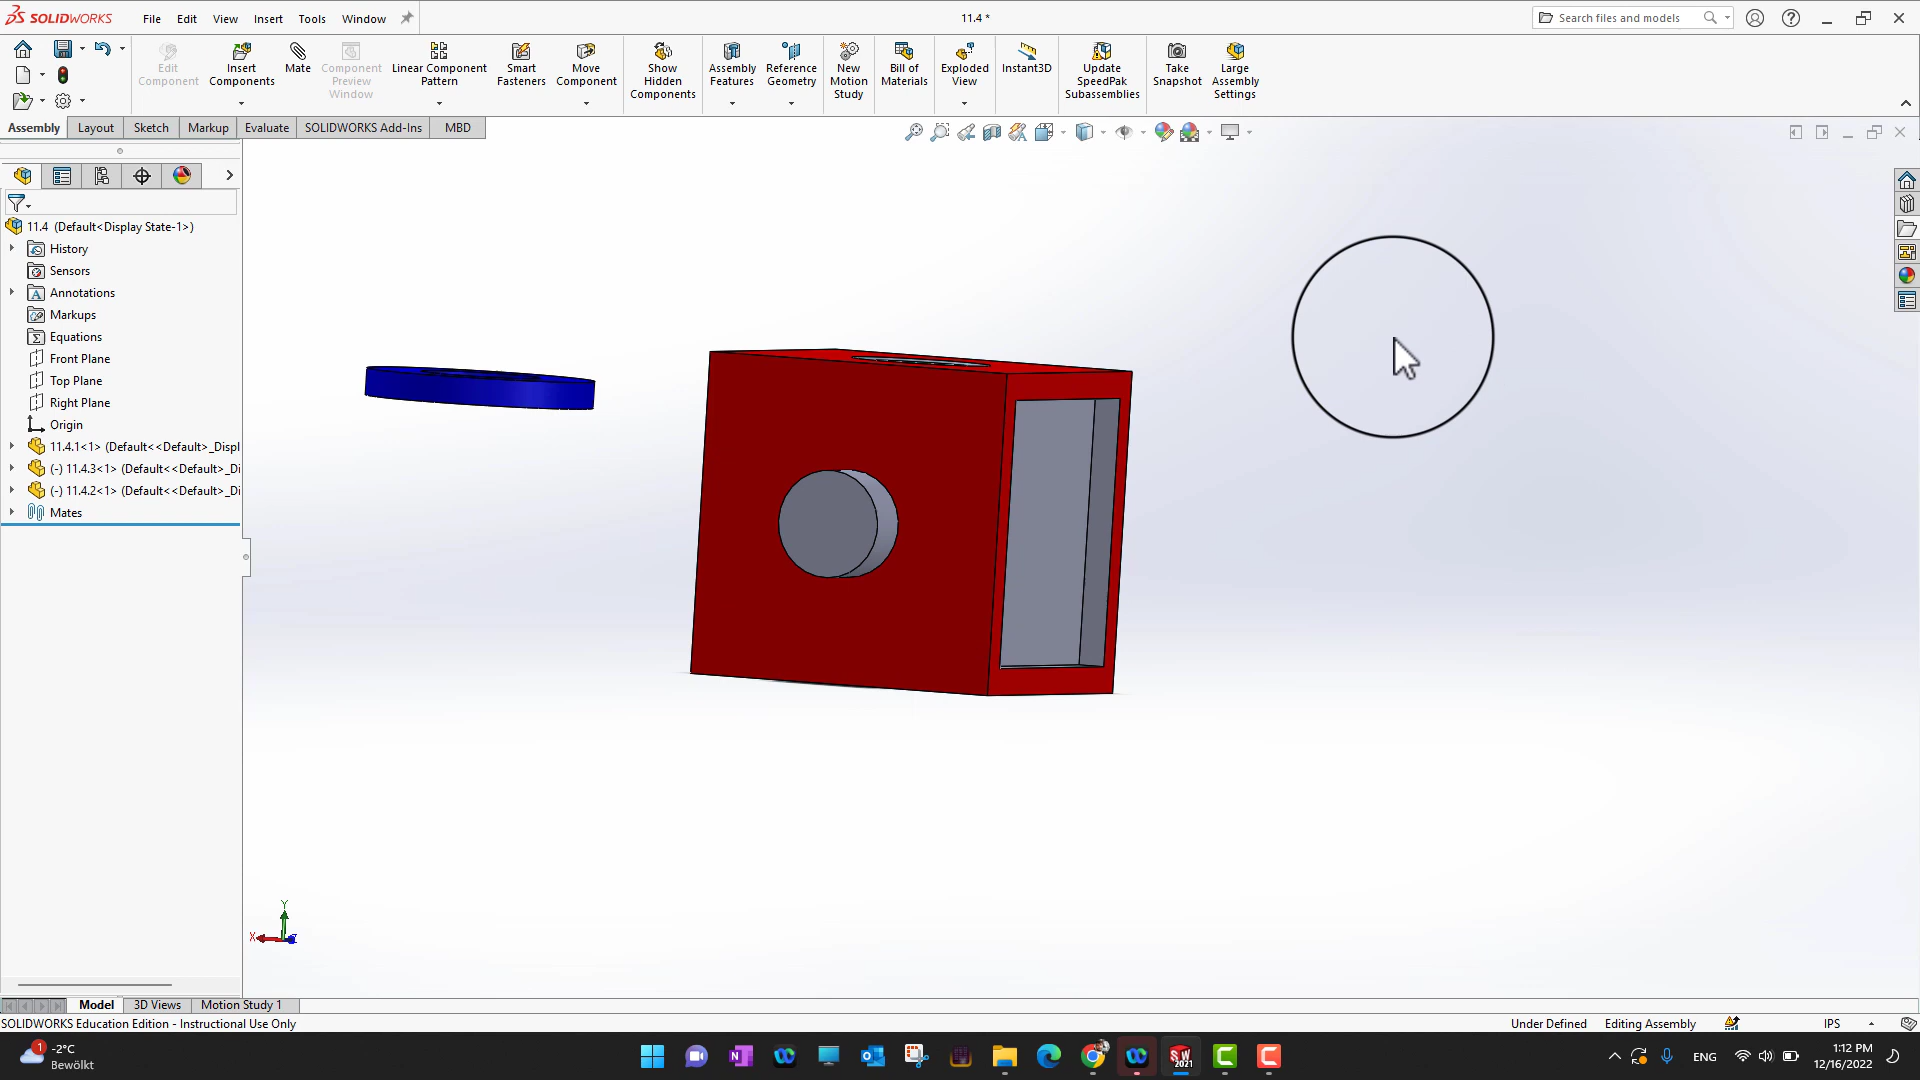 SOLIDWORKS
File
Edit
View
Insert
Tools
Window
11.4 *
Search files and models
Edit
Component
Insert
Components
Mate
Component
Preview
Window
Linear Component
Pattern
Smart
Fasteners
Move
Component
Show
Hidden
Components
Assembly
Features
Reference
Geometry
New
Motion
Study
Bill of
Materials
Exploded
View
Instant3D
Update
SpeedPak
Subassemblies
Take
Snapshot
Large
Assembly
Settings
Assembly
Layout
Sketch
Markup
Evaluate
SOLIDWORKS Add-Ins
MBD
11.4 (Default<Display State-1>)
History
Sensors
Annotations
Markups
Equations
Front Plane
Top Plane
Right Plane
Origin
11.4.1<1> (Default<<Default>_Displ
(-) 11.4.3<1> (Default<<Default>_Di
(-) 11.4.2<1> (Default<<Default>_Di
Mates
Y
X
Z
Model
3D Views
Motion Study 1
SOLIDWORKS Education Edition - Instructional Use Only
Under Defined
Editing Assembly
IPS
1
-2°C
Bewölkt
SW
2021
ENG
1:12 PM
12/16/2022